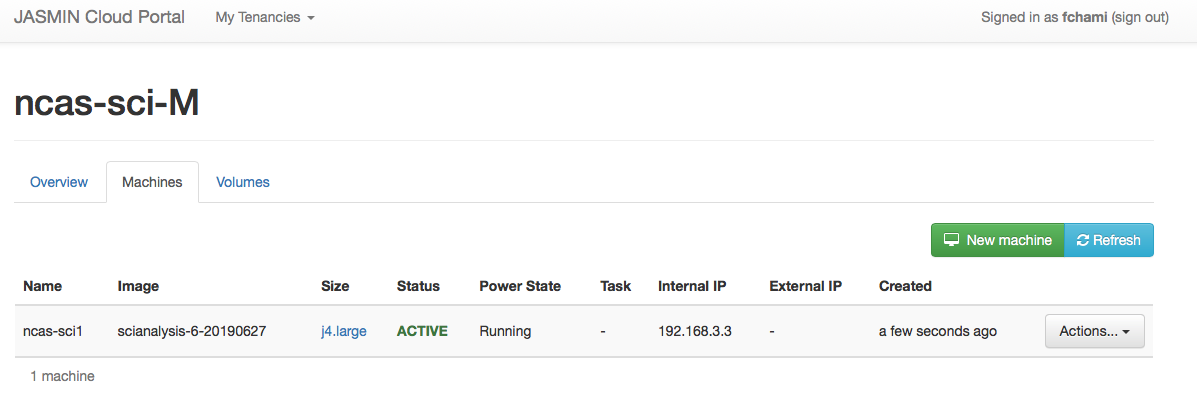 JASMIN Cloud Portal My Tenancies Signed in as fchami (sign out)
ncas-sci-M
Overview Machines Volumes
New machine Refresh
Name Image Size Status Power State Task Internal IP External IP Created
ncas-sci1 scianalysis-6-20190627 j4.large ACTIVE Running - 192.168.3.3 - a few seconds ago Actions...
1 machine